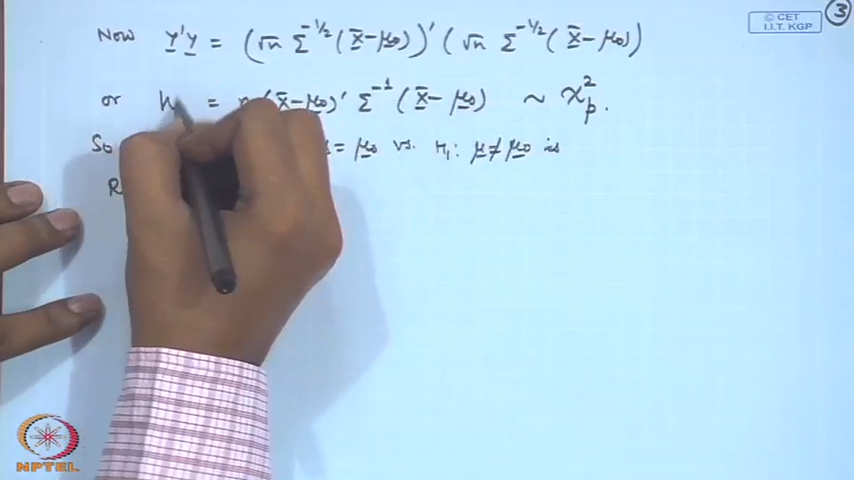 © CET
I.I.T. KGP
3
Now Y'Y = (√n Σ^{-1/2} (X̄-μ₀))' (√n Σ^{-1/2} (X̄-μ₀))
or = n (X̄-μ₀)' Σ^{-1} (X̄-μ₀) ~ χ²_p.
So = μ₀ vs. H₁: μ≠μ₀ is
R
NPTEL